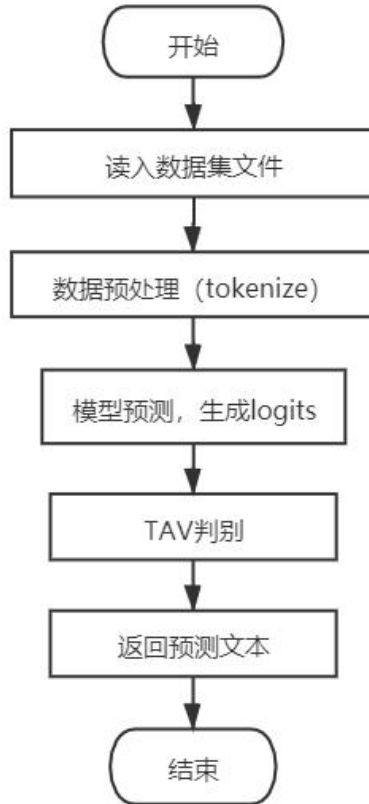 开始
读入数据集文件
数据预处理（tokenize）
模型预测，生成logits
TAV判别
返回预测文本
结束